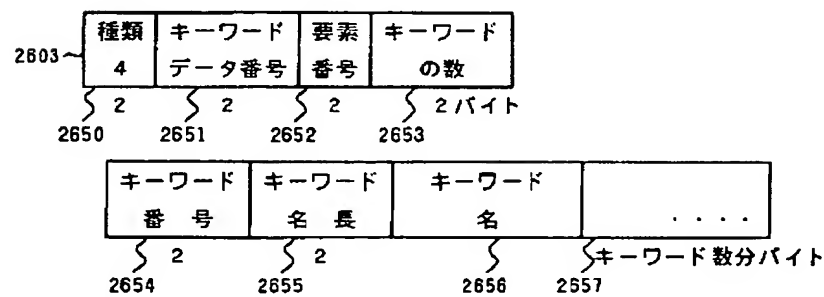 種類 キーワード 要素 キーワード
2603 4 データ番号 番号 の数
2 2 2 2バイト
2650 2651 2652 2653
キーワード キーワード キーワード
番号 名長 名 ・・・・
2 2 キーワード数分バイト
2654 2655 2656 2657